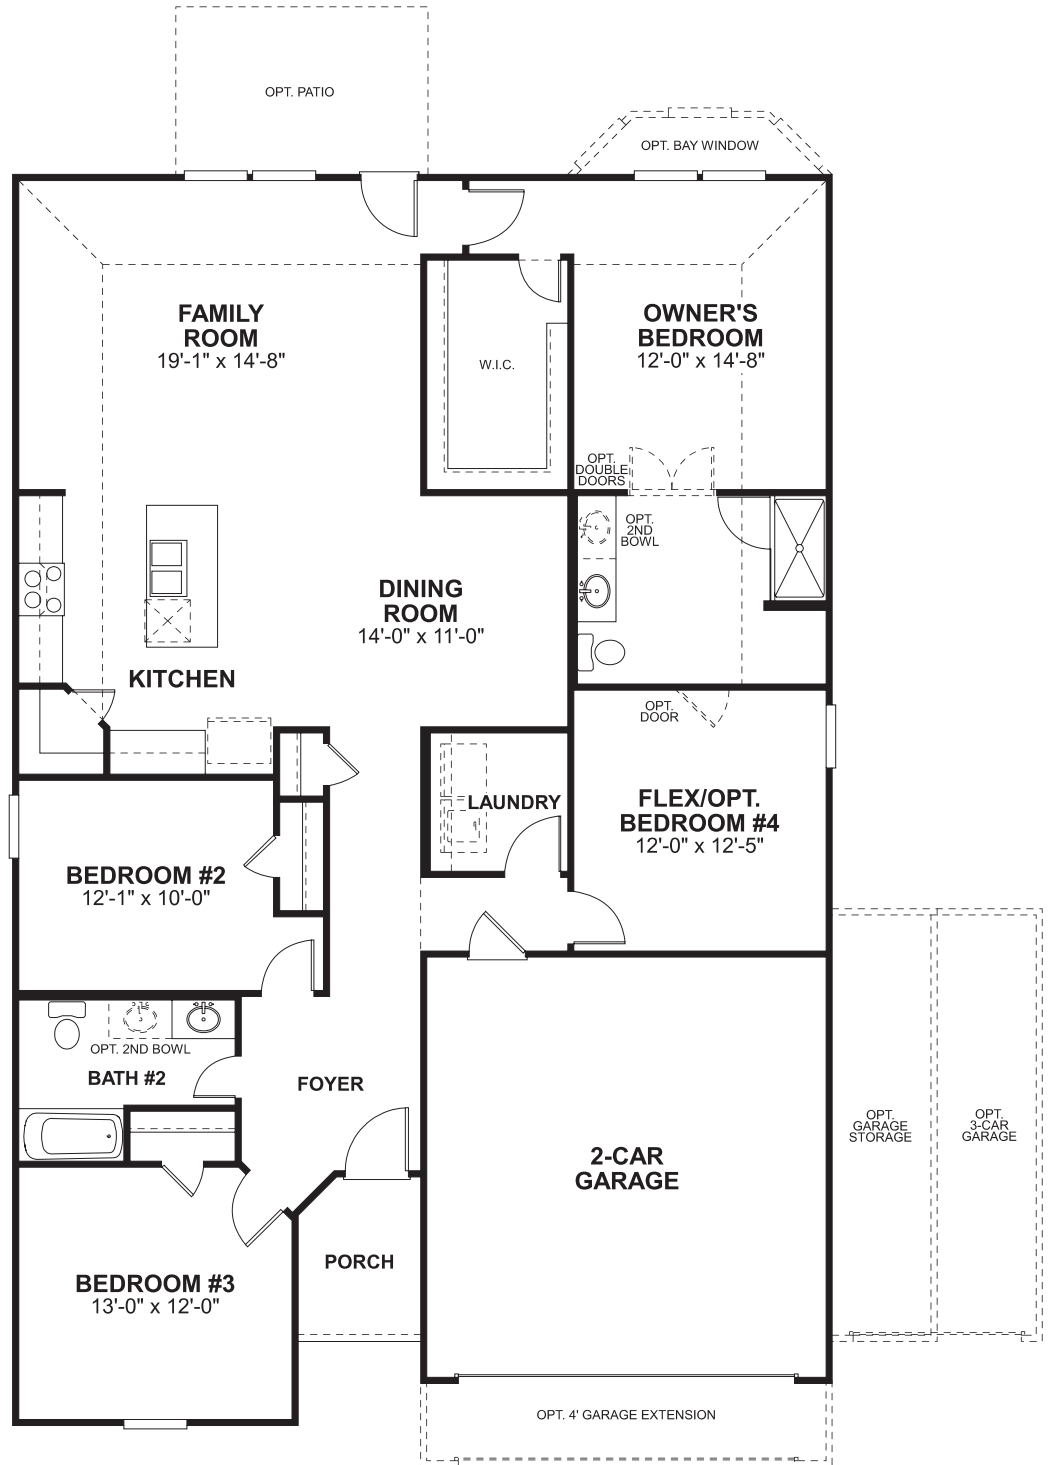 OPT. PATIO
OPT. BAY WINDOW
FAMILY
ROOM
19'-1" x 14'-8"
W.I.C.
OWNER'S
BEDROOM
12'-0" x 14'-8"
OPT.
DOUBLE
DOORS
OPT.
2ND
BOWL
DINING
ROOM
14'-0" x 11'-0"
KITCHEN
OPT.
DOOR
LAUNDRY
FLEX/OPT.
BEDROOM #4
12'-0" x 12'-5"
BEDROOM #2
12'-1" x 10'-0"
OPT. 2ND BOWL
BATH #2
FOYER
2-CAR
GARAGE
OPT.
GARAGE
STORAGE
OPT.
3-CAR
GARAGE
PORCH
BEDROOM #3
13'-0" x 12'-0"
OPT. 4' GARAGE EXTENSION